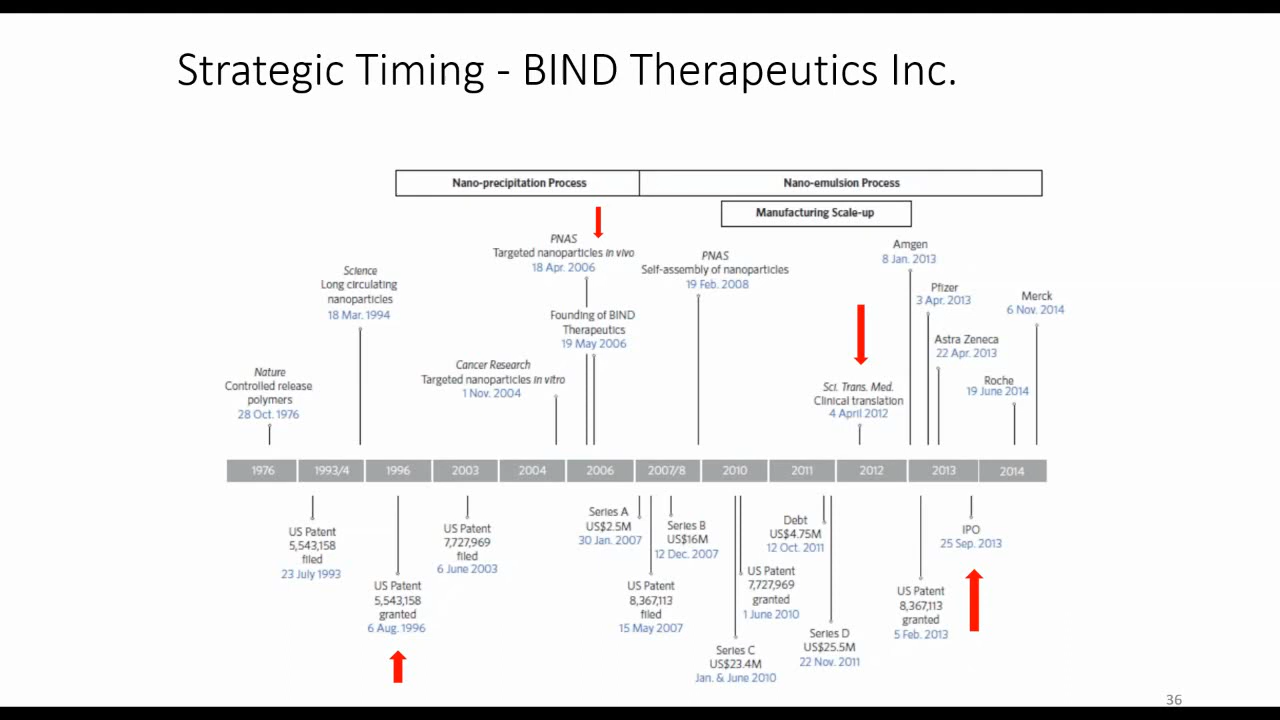 Strategic Timing - BIND Therapeutics Inc.
Nano-precipitation Process
Nano-emulsion Process
Manufacturing Scale-up
Nature
Controlled release
polymers
28 Oct. 1976
Science
Long circulating
nanoparticles
18 Mar. 1994
Cancer Research
Targeted nanoparticles in vitro
1 Nov. 2004
PNAS
Targeted nanoparticles in vivo
18 Apr. 2006
Founding of BIND
Therapeutics
19 May 2006
PNAS
Self-assembly of nanoparticles
19 Feb. 2008
Sci. Trans. Med.
Clinical translation
4 April 2012
Amgen
8 Jan. 2013
Pfizer
3 Apr. 2013
Astra Zeneca
22 Apr. 2013
Roche
19 June 2014
Merck
6 Nov. 2014
1976
1993/4
1996
2003
2004
2006
2007/8
2010
2011
2012
2013
2014
US Patent
5,543,158
filed
23 July 1993
US Patent
5,543,158
granted
6 Aug. 1996
US Patent
7,727,969
filed
6 June 2003
Series A
US$2.5M
30 Jan. 2007
US Patent
8,367,113
filed
15 May 2007
Series B
US$16M
12 Dec. 2007
Series C
US$23.4M
Jan. & June 2010
US Patent
7,727,969
granted
1 June 2010
Debt
US$4.75M
12 Oct. 2011
Series D
US$25.5M
22 Nov. 2011
US Patent
8,367,113
granted
5 Feb. 2013
IPO
25 Sep. 2013
36